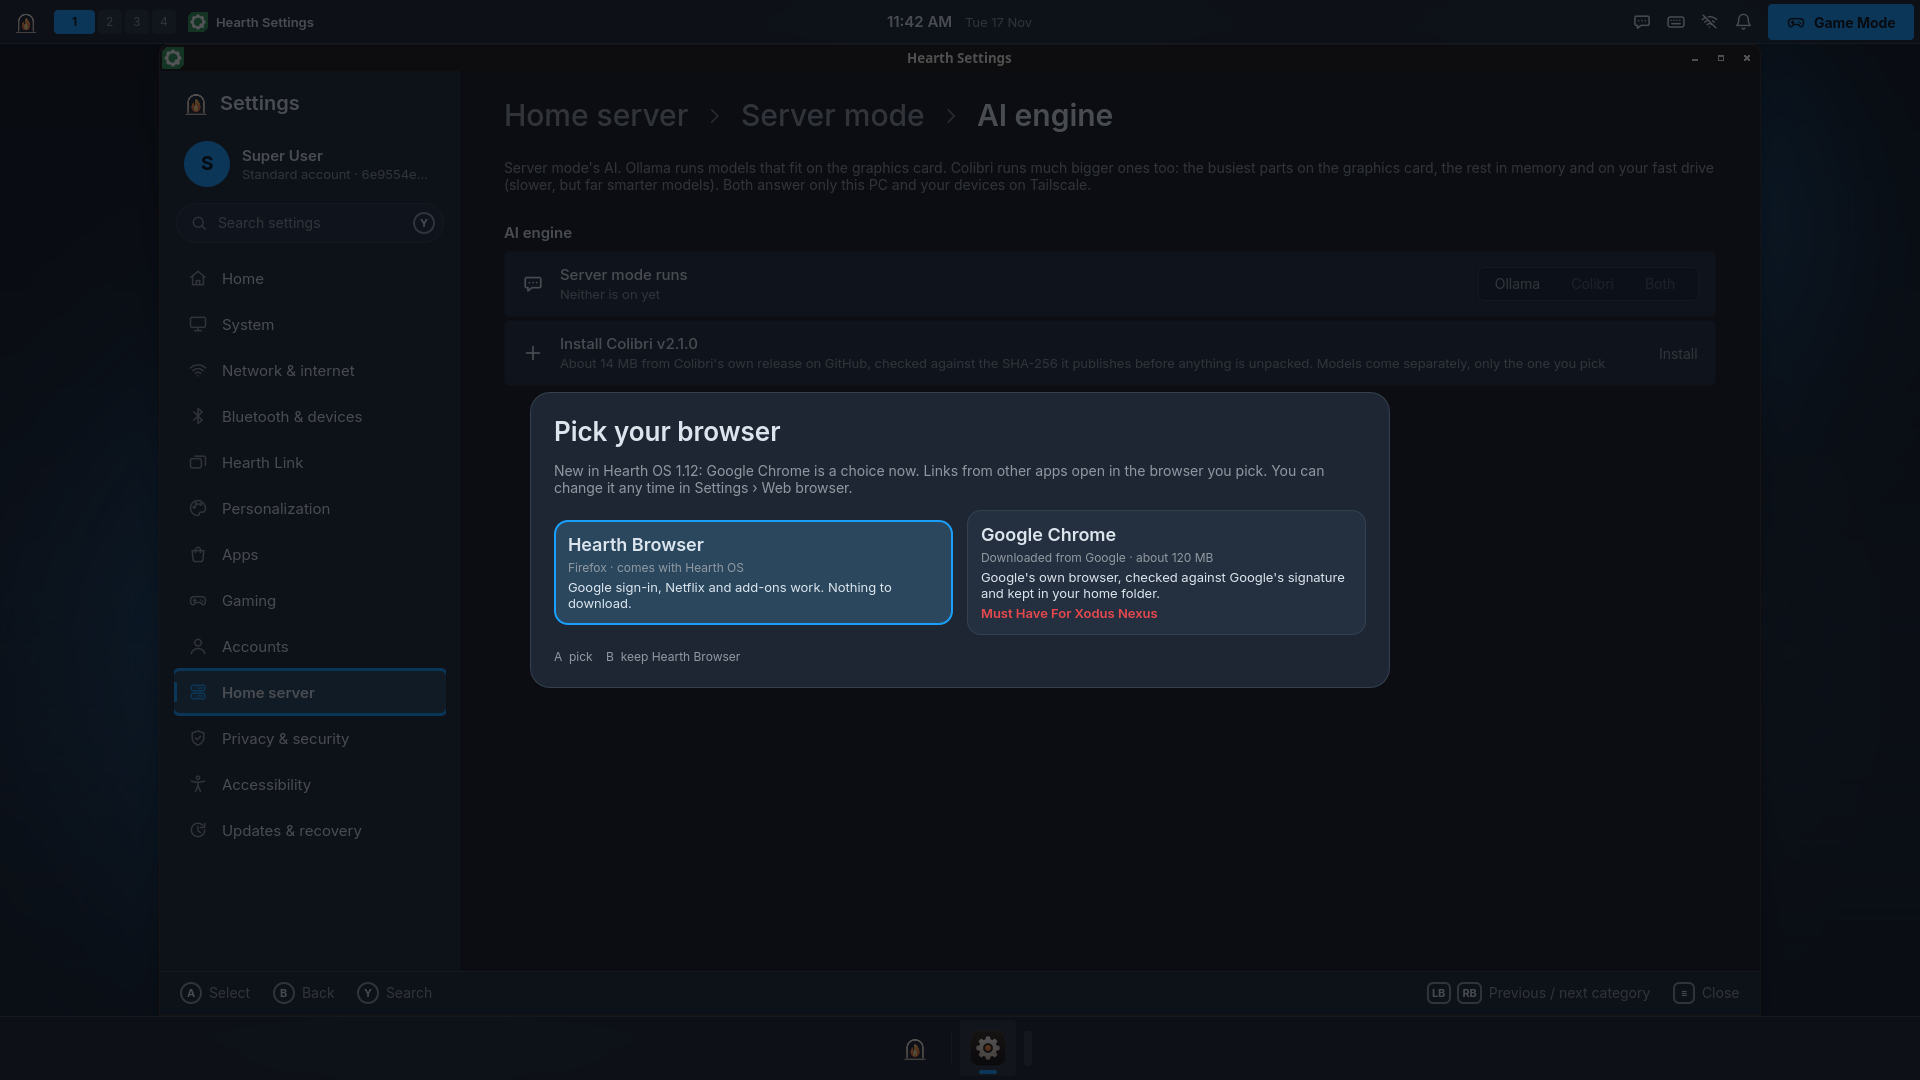 1 2 3 4 Hearth Settings
11:42 AM Tue 17 Nov
Game Mode
Hearth Settings
Settings
S
Super User
Standard account · 6e9554e...
Search settings Y
Home
System
Network & internet
Bluetooth & devices
Hearth Link
Personalization
Apps
Gaming
Accounts
Home server
Privacy & security
Accessibility
Updates & recovery
Home server › Server mode › AI engine
Server mode's AI. Ollama runs models that fit on the graphics card. Colibri runs much bigger ones too: the busiest parts on the graphics card, the rest in memory and on your fast drive
(slower, but far smarter models). Both answer only this PC and your devices on Tailscale.
AI engine
Server mode runs
Neither is on yet
Ollama Colibri Both
Install Colibri v2.1.0
About 14 MB from Colibri's own release on GitHub, checked against the SHA-256 it publishes before anything is unpacked. Models come separately, only the one you pick
Install
Pick your browser
New in Hearth OS 1.12: Google Chrome is a choice now. Links from other apps open in the browser you pick. You can
change it any time in Settings › Web browser.
Hearth Browser
Firefox · comes with Hearth OS
Google sign-in, Netflix and add-ons work. Nothing to
download.
Google Chrome
Downloaded from Google · about 120 MB
Google's own browser, checked against Google's signature
and kept in your home folder.
Must Have For Xodus Nexus
A pick B keep Hearth Browser
A Select B Back Y Search
LB RB Previous / next category ≡ Close